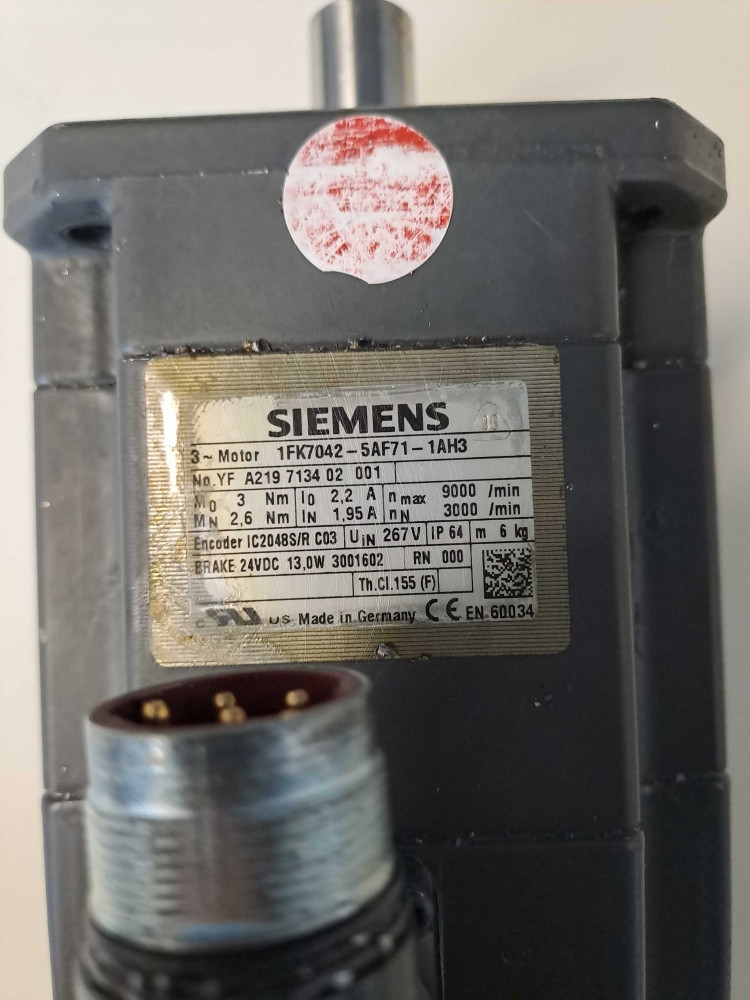 SIEMENS
3~ Motor 1FK7042-5AF71-1AH3
No.YF A219 7134 02 001
M0 3 Nm I0 2,2 A n max 9000 /min
MN 2,6 Nm IN 1,95 A nN 3000 /min
Encoder IC2048S/R C03 UIN 267V IP 64 m 6 kg
BRAKE 24VDC 13,0W 3001602 RN 000
Th.Cl.155 (F)
c US Made in Germany CE EN 60034